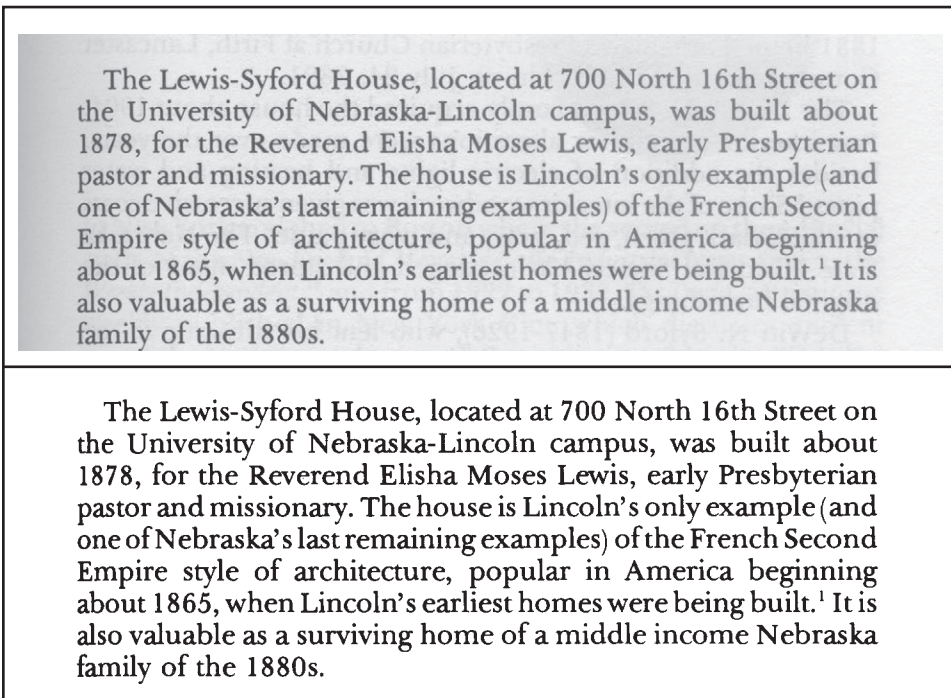 The Lewis-Syford House, located at 700 North 16th Street on
the University of Nebraska-Lincoln campus, was built about
1878, for the Reverend Elisha Moses Lewis, early Presbyterian
pastor and missionary. The house is Lincoln's only example (and
one of Nebraska's last remaining examples) of the French Second
Empire style of architecture, popular in America beginning
about 1865, when Lincoln's earliest homes were being built.¹ It is
also valuable as a surviving home of a middle income Nebraska
family of the 1880s.
The Lewis-Syford House, located at 700 North 16th Street on
the University of Nebraska-Lincoln campus, was built about
1878, for the Reverend Elisha Moses Lewis, early Presbyterian
pastor and missionary. The house is Lincoln's only example (and
one of Nebraska's last remaining examples) of the French Second
Empire style of architecture, popular in America beginning
about 1865, when Lincoln's earliest homes were being built.¹ It is
also valuable as a surviving home of a middle income Nebraska
family of the 1880s.